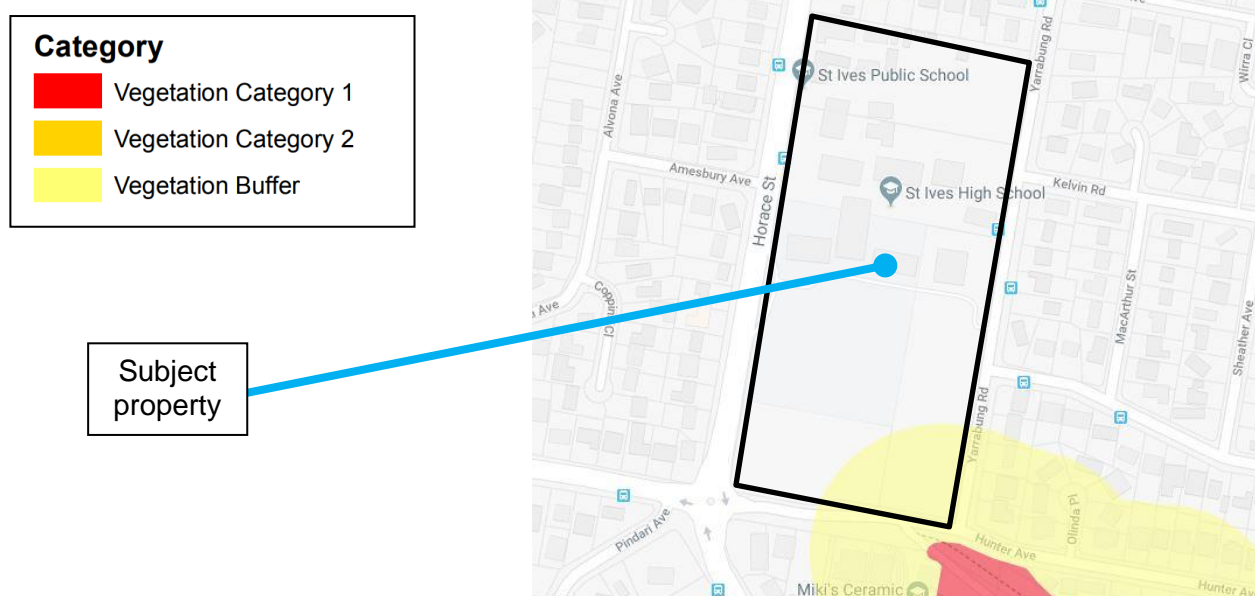 Category
Vegetation Category 1
Vegetation Category 2
Vegetation Buffer
Subject
property
St Ives Public School
St Ives High School
Alvona Ave
Amesbury Ave
Horace St
Yarrabung Rd
Wirra Cl
Kelvin Rd
MacArthur St
Sheather Ave
Ave
Yarrabung Rd
Olinda Pl
Pindari Ave
Hunter Ave
Hunter Av
Miki's Ceramic